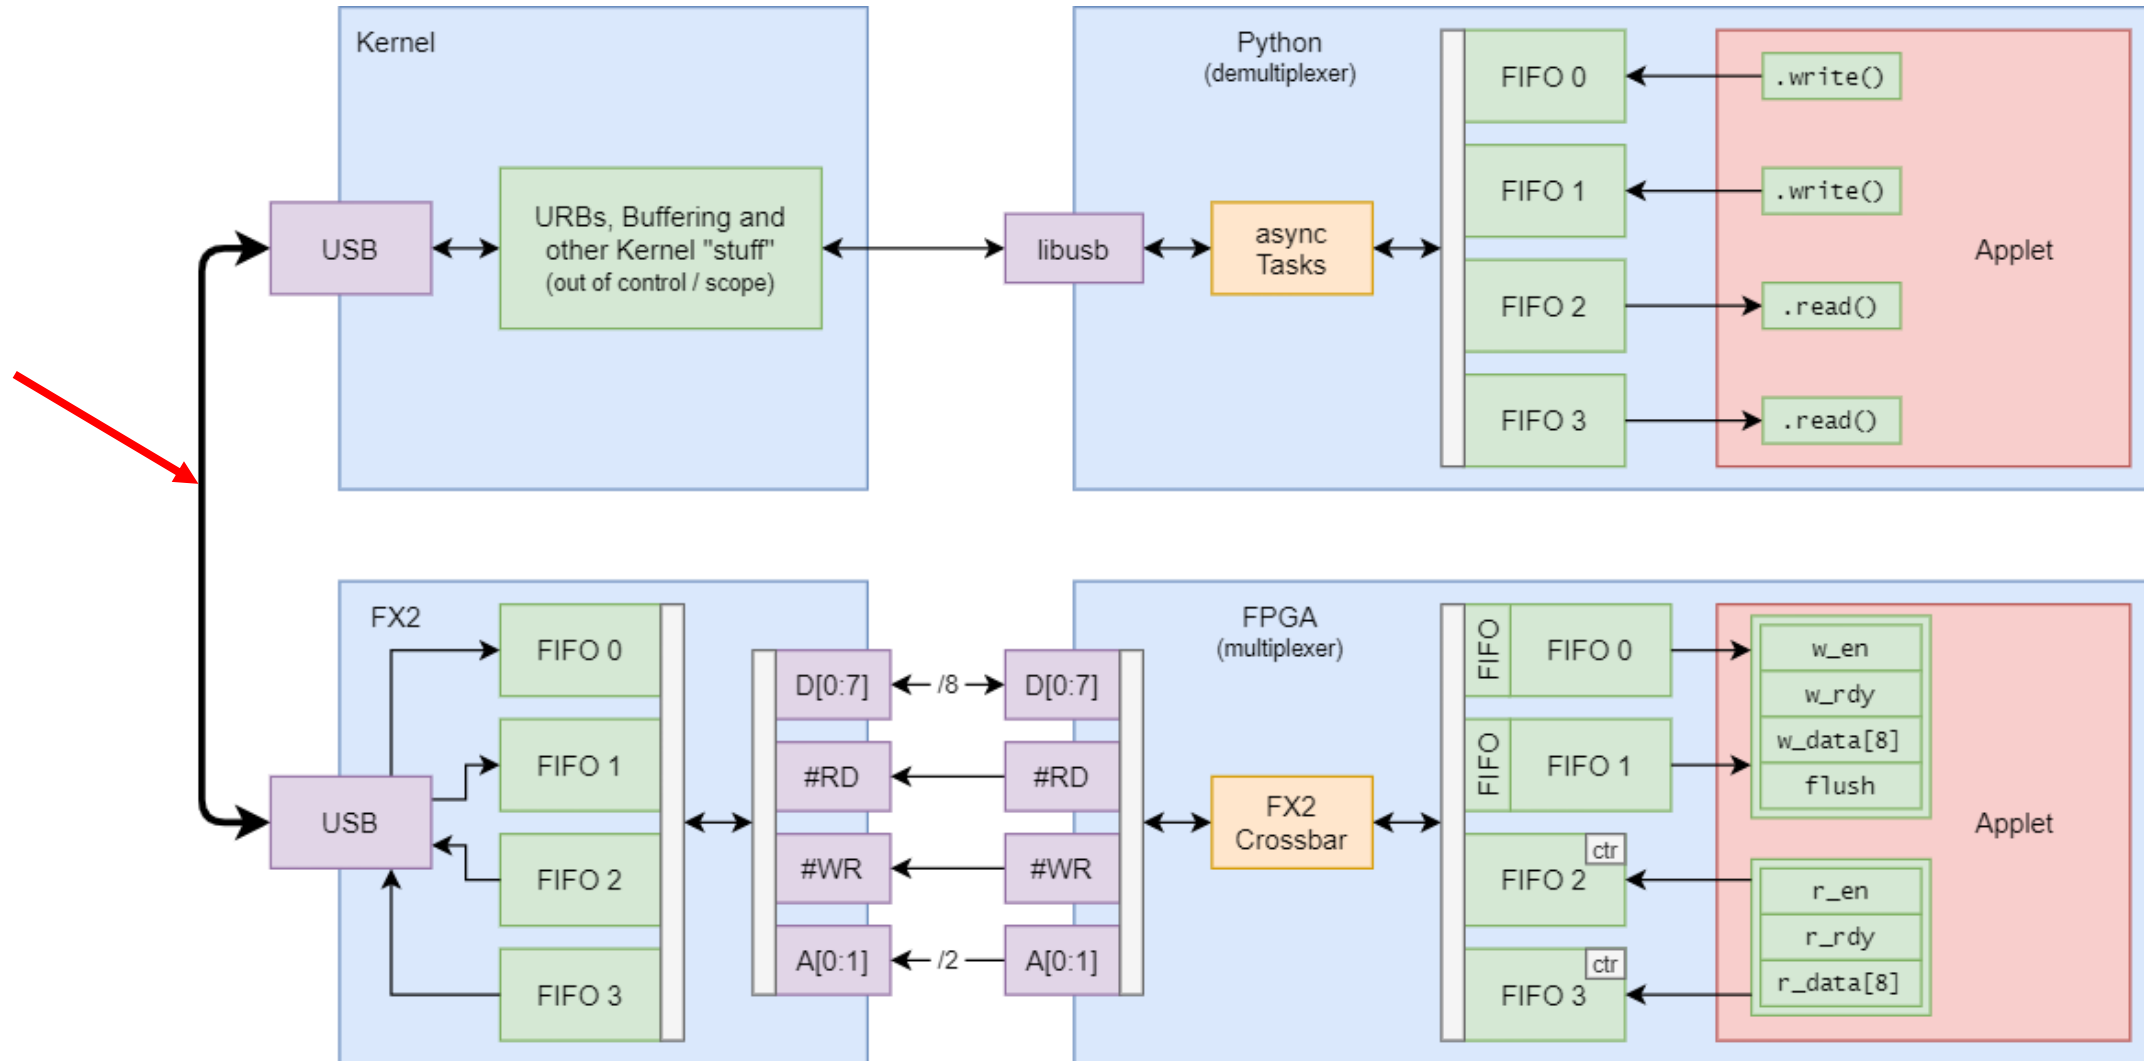 Kernel
USB
URBs, Buffering and
other Kernel "stuff"
(out of control / scope)
libusb
Python
(demultiplexer)
async
Tasks
FIFO 0
FIFO 1
FIFO 2
FIFO 3
.write()
.write()
.read()
.read()
Applet
FX2
USB
FIFO 0
FIFO 1
FIFO 2
FIFO 3
D[0:7]
#RD
#WR
A[0:1]
/8
/2
D[0:7]
#RD
#WR
A[0:1]
FPGA
(multiplexer)
FX2
Crossbar
FIFO
FIFO 0
FIFO
FIFO 1
ctr
FIFO 2
ctr
FIFO 3
w_en
w_rdy
w_data[8]
flush
r_en
r_rdy
r_data[8]
Applet